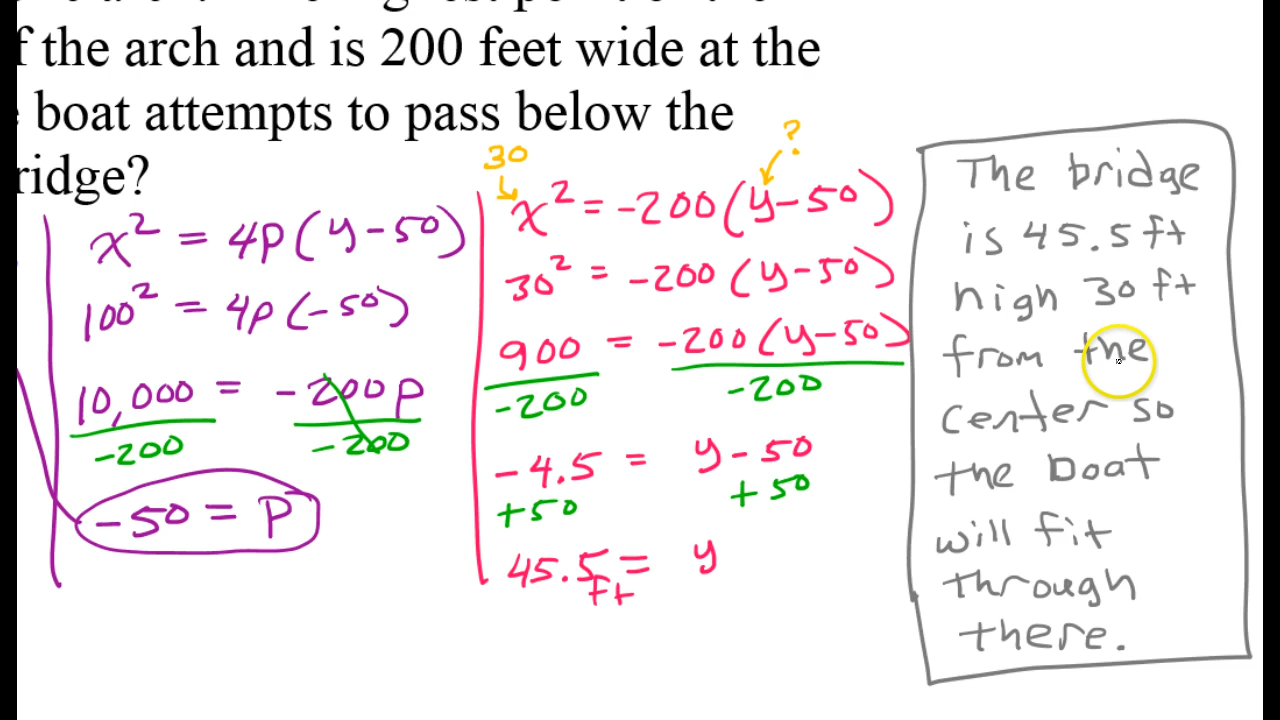 f the arch and is 200 feet wide at the
boat attempts to pass below the
ridge?
x² = 4p(y-50)
100² = 4p(-50)
10,000 = -200p
-200 -200
-50 = p
30
?
x² = -200(y-50)
30² = -200(y-50)
900 = -200(y-50)
-200 -200
-4.5 = y-50
+50 +50
45.5 = y
ft
The bridge
is 45.5 ft
high 30 ft
from the
center so
the boat
will fit
through
there.